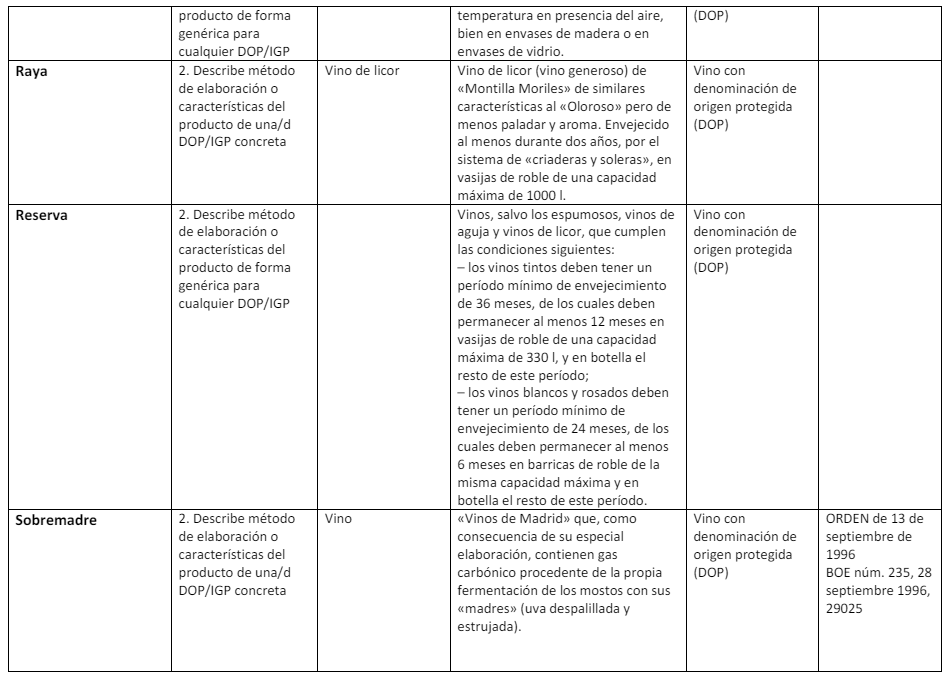 producto de forma
genérica para
cualquier DOP/IGP
temperatura en presencia del aire,
bien en envases de madera o en
envases de vidrio.
(DOP)
Raya
2. Describe método
de elaboración o
características del
producto de una/d
DOP/IGP concreta
Vino de licor
Vino de licor (vino generoso) de
«Montilla Moriles» de similares
características al «Oloroso» pero de
menos paladar y aroma. Envejecido
al menos durante dos años, por el
sistema de «criaderas y soleras», en
vasijas de roble de una capacidad
máxima de 1000 l.
Vino con
denominación de
origen protegida
(DOP)
Reserva
2. Describe método
de elaboración o
características del
producto de forma
genérica para
cualquier DOP/IGP
Vinos, salvo los espumosos, vinos de
aguja y vinos de licor, que cumplen
las condiciones siguientes:
– los vinos tintos deben tener un
período mínimo de envejecimiento
de 36 meses, de los cuales deben
permanecer al menos 12 meses en
vasijas de roble de una capacidad
máxima de 330 l, y en botella el
resto de este período;
– los vinos blancos y rosados deben
tener un período mínimo de
envejecimiento de 24 meses, de los
cuales deben permanecer al menos
6 meses en barricas de roble de la
misma capacidad máxima y en
botella el resto de este período.
Vino con
denominación de
origen protegida
(DOP)
Sobremadre
2. Describe método
de elaboración o
características del
producto de una/d
DOP/IGP concreta
Vino
«Vinos de Madrid» que, como
consecuencia de su especial
elaboración, contienen gas
carbónico procedente de la propia
fermentación de los mostos con sus
«madres» (uva despalillada y
estrujada).
Vino con
denominación de
origen protegida
(DOP)
ORDEN de 13 de
septiembre de
1996
BOE núm. 235, 28
septiembre 1996,
29025